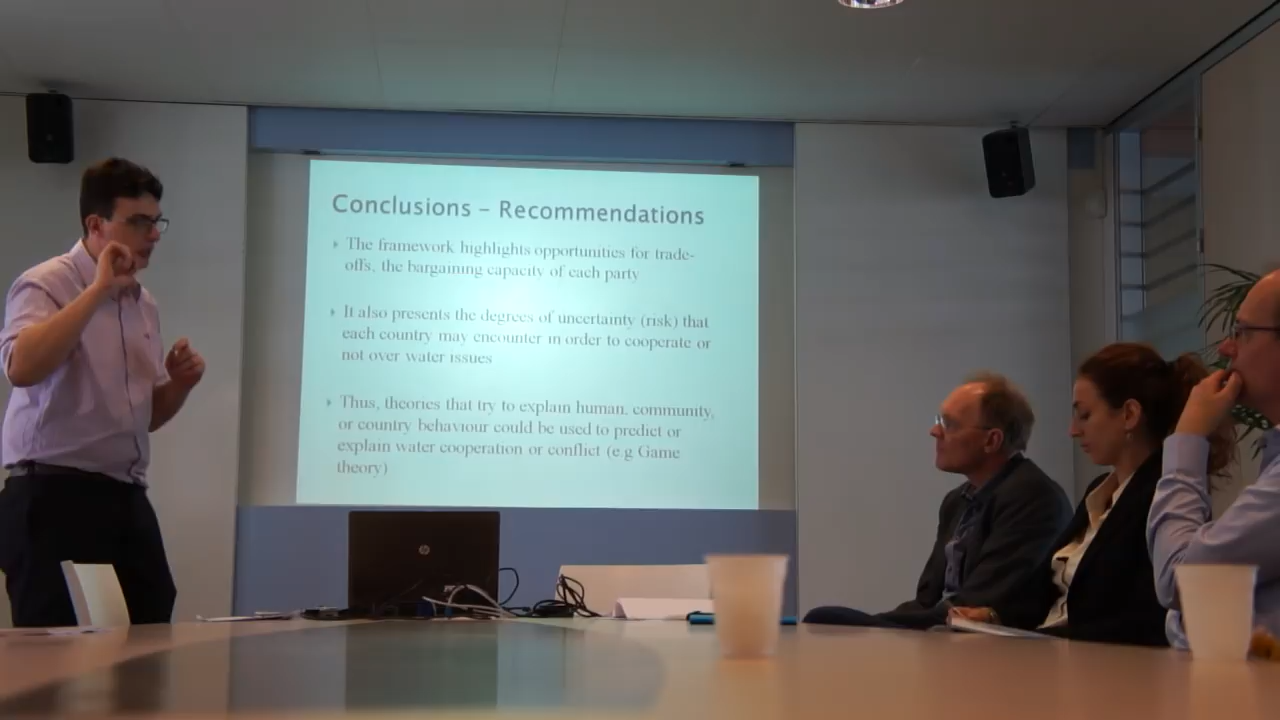 Conclusions – Recommendations
The framework highlights opportunities for trade-
offs, the bargaining capacity of each party
It also presents the degrees of uncertainty (risk) that
each country may encounter in order to cooperate or
not over water issues
Thus, theories that try to explain human, community,
or country behaviour could be used to predict or
explain water cooperation or conflict (e.g Game
theory)
hp